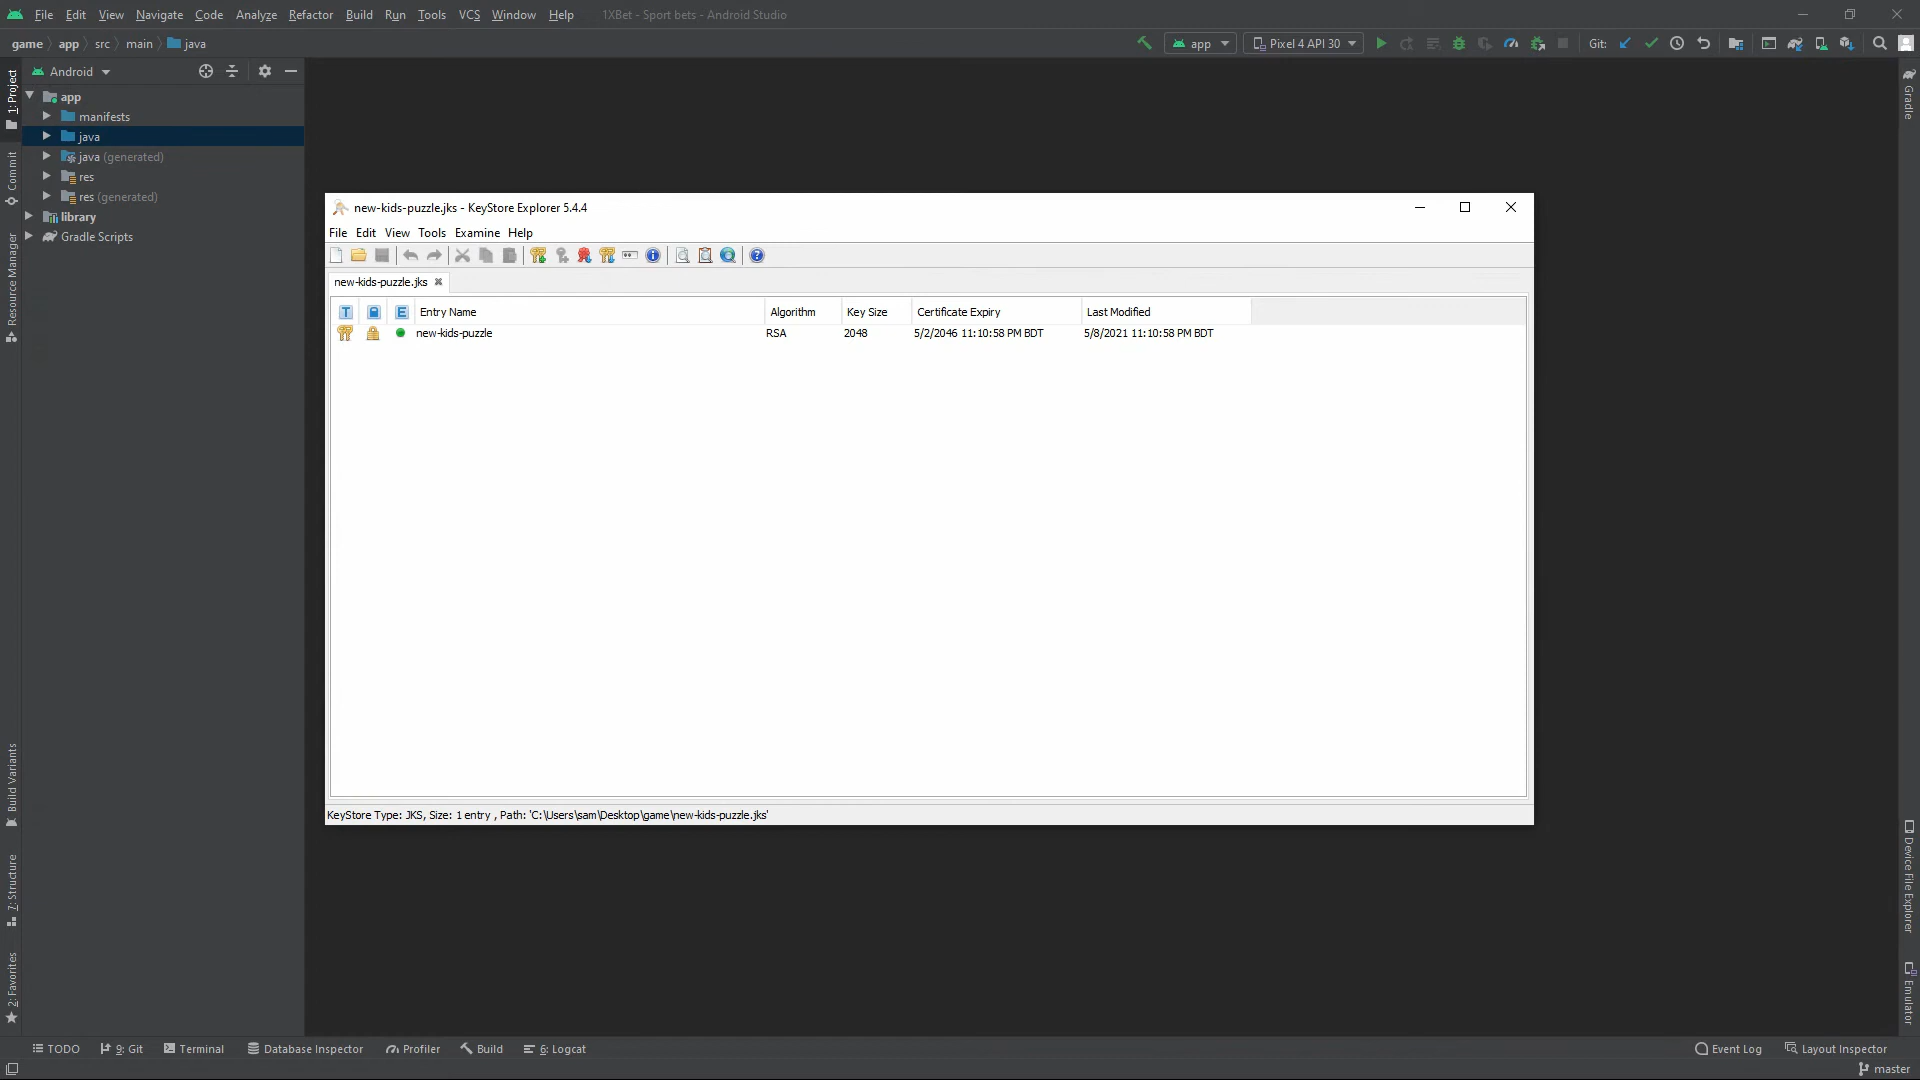 File Edit View Navigate Code Analyze Refactor Build Run Tools VCS Window Help 1XBet - Sport bets - Android Studio
game app src main java
app Pixel 4 API 30 Git:
Android
app
manifests
java
java (generated)
res
res (generated)
library
Gradle Scripts
1: Project
Commit
Resource Manager
Build Variants
7: Structure
2: Favorites
new-kids-puzzle.jks - KeyStore Explorer 5.4.4
File Edit View Tools Examine Help
new-kids-puzzle.jks
T E Entry Name Algorithm Key Size Certificate Expiry Last Modified
new-kids-puzzle RSA 2048 5/2/2046 11:10:58 PM BDT 5/8/2021 11:10:58 PM BDT
KeyStore Type: JKS, Size: 1 entry , Path: 'C:\Users\sam\Desktop\game\new-kids-puzzle.jks'
Gradle
Device File Explorer
Emulator
TODO 9: Git Terminal Database Inspector Profiler Build 6: Logcat Event Log Layout Inspector
master